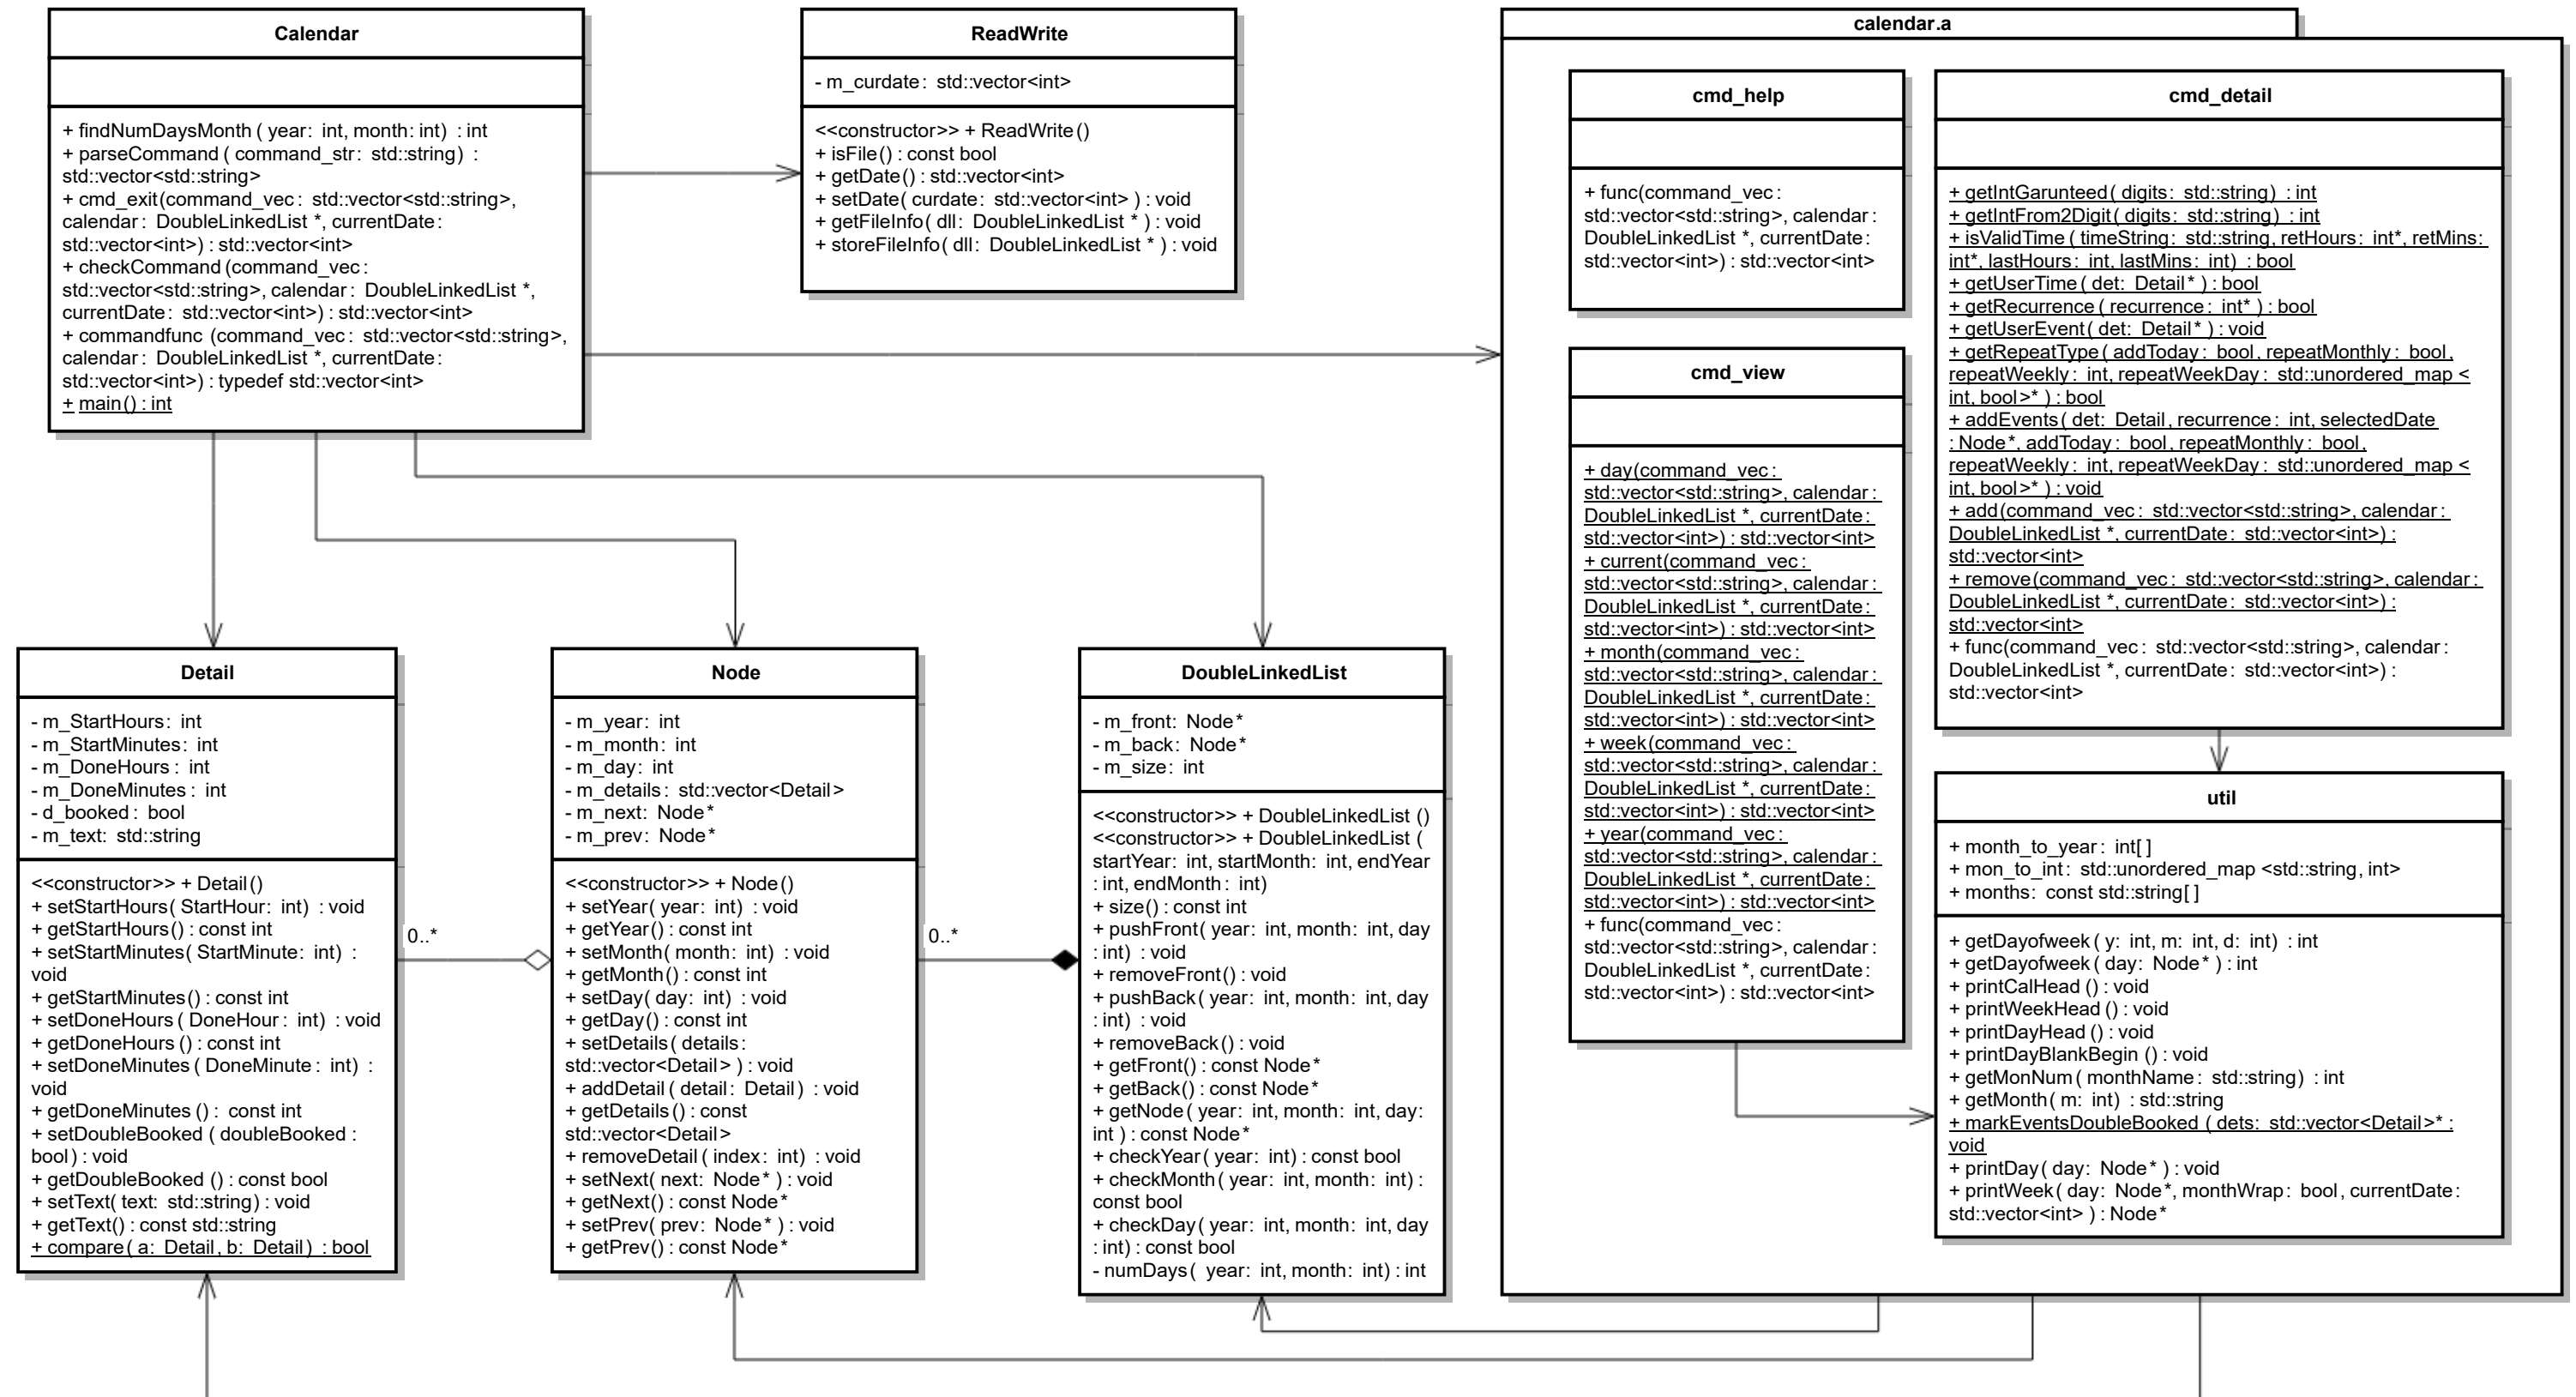 Calendar
+ findNumDaysMonth ( year: int, month: int) : int
+ parseCommand ( command_str: std::string) :
std::vector<std::string>
+ cmd_exit(command_vec: std::vector<std::string>,
calendar: DoubleLinkedList *, currentDate:
std::vector<int>) : std::vector<int>
+ checkCommand (command_vec:
std::vector<std::string>, calendar: DoubleLinkedList *,
currentDate: std::vector<int>) : std::vector<int>
+ commandfunc (command_vec: std::vector<std::string>,
calendar: DoubleLinkedList *, currentDate:
std::vector<int>) : typedef std::vector<int>
+ main() : int
ReadWrite
- m_curdate: std::vector<int>
<<constructor>> + ReadWrite()
+ isFile() : const bool
+ getDate() : std::vector<int>
+ setDate( curdate: std::vector<int> ) : void
+ getFileInfo( dll: DoubleLinkedList * ) : void
+ storeFileInfo( dll: DoubleLinkedList * ) : void
calendar.a
cmd_help
+ func(command_vec:
std::vector<std::string>, calendar:
DoubleLinkedList *, currentDate:
std::vector<int>) : std::vector<int>
cmd_detail
+ getIntGarunteed( digits: std::string) : int
+ getIntFrom2Digit( digits: std::string) : int
+ isValidTime ( timeString: std::string, retHours: int*, retMins:
int*, lastHours: int, lastMins: int) : bool
+ getUserTime( det: Detail* ) : bool
+ getRecurrence ( recurrence: int* ) : bool
+ getUserEvent( det: Detail* ) : void
+ getRepeatType( addToday: bool, repeatMonthly: bool,
repeatWeekly: int, repeatWeekDay: std::unordered_map <
int, bool>* ) : bool
+ addEvents( det: Detail, recurrence: int, selectedDate
: Node*, addToday: bool, repeatMonthly: bool,
repeatWeekly: int, repeatWeekDay: std::unordered_map <
int, bool>* ) : void
+ add(command_vec: std::vector<std::string>, calendar:
DoubleLinkedList *, currentDate: std::vector<int>) :
std::vector<int>
+ remove(command_vec: std::vector<std::string>, calendar:
DoubleLinkedList *, currentDate: std::vector<int>) :
std::vector<int>
+ func(command_vec: std::vector<std::string>, calendar:
DoubleLinkedList *, currentDate: std::vector<int>) :
std::vector<int>
cmd_view
+ day(command_vec:
std::vector<std::string>, calendar:
DoubleLinkedList *, currentDate:
std::vector<int>) : std::vector<int>
+ current(command_vec:
std::vector<std::string>, calendar:
DoubleLinkedList *, currentDate:
std::vector<int>) : std::vector<int>
+ month(command_vec:
std::vector<std::string>, calendar:
DoubleLinkedList *, currentDate:
std::vector<int>) : std::vector<int>
+ week(command_vec:
std::vector<std::string>, calendar:
DoubleLinkedList *, currentDate:
std::vector<int>) : std::vector<int>
+ year(command_vec:
std::vector<std::string>, calendar:
DoubleLinkedList *, currentDate:
std::vector<int>) : std::vector<int>
+ func(command_vec:
std::vector<std::string>, calendar:
DoubleLinkedList *, currentDate:
std::vector<int>) : std::vector<int>
util
+ month_to_year: int[]
+ mon_to_int: std::unordered_map <std::string, int>
+ months: const std::string[]
+ getDayofweek ( y: int, m: int, d: int) : int
+ getDayofweek ( day: Node* ) : int
+ printCalHead () : void
+ printWeekHead () : void
+ printDayHead () : void
+ printDayBlankBegin () : void
+ getMonNum( monthName: std::string) : int
+ getMonth( m: int) : std::string
+ markEventsDoubleBooked ( dets: std::vector<Detail>* :
void
+ printDay( day: Node* ) : void
+ printWeek( day: Node*, monthWrap: bool, currentDate:
std::vector<int> ) : Node*
Detail
- m_StartHours: int
- m_StartMinutes: int
- m_DoneHours: int
- m_DoneMinutes: int
- d_booked: bool
- m_text: std::string
<<constructor>> + Detail()
+ setStartHours( StartHour: int) : void
+ getStartHours() : const int
+ setStartMinutes( StartMinute: int) :
void
+ getStartMinutes() : const int
+ setDoneHours ( DoneHour: int) : void
+ getDoneHours () : const int
+ setDoneMinutes ( DoneMinute: int) :
void
+ getDoneMinutes () : const int
+ setDoubleBooked ( doubleBooked :
bool) : void
+ getDoubleBooked () : const bool
+ setText( text: std::string) : void
+ getText() : const std::string
+ compare( a: Detail, b: Detail) : bool
0..*
Node
- m_year: int
- m_month: int
- m_day: int
- m_details: std::vector<Detail>
- m_next: Node*
- m_prev: Node*
<<constructor>> + Node()
+ setYear( year: int) : void
+ getYear() : const int
+ setMonth( month: int) : void
+ getMonth() : const int
+ setDay( day: int) : void
+ getDay() : const int
+ setDetails ( details:
std::vector<Detail> ) : void
+ addDetail ( detail: Detail) : void
+ getDetails () : const
std::vector<Detail>
+ removeDetail ( index: int) : void
+ setNext( next: Node* ) : void
+ getNext() : const Node*
+ setPrev( prev: Node* ) : void
+ getPrev() : const Node*
0..*
DoubleLinkedList
- m_front: Node*
- m_back: Node*
- m_size: int
<<constructor>> + DoubleLinkedList ()
<<constructor>> + DoubleLinkedList (
startYear: int, startMonth: int, endYear
: int, endMonth: int)
+ size() : const int
+ pushFront( year: int, month: int, day
: int) : void
+ removeFront() : void
+ pushBack( year: int, month: int, day
: int) : void
+ removeBack() : void
+ getFront() : const Node*
+ getBack() : const Node*
+ getNode( year: int, month: int, day:
int ) : const Node*
+ checkYear( year: int) : const bool
+ checkMonth( year: int, month: int) :
const bool
+ checkDay( year: int, month: int, day
: int) : const bool
- numDays( year: int, month: int) : int